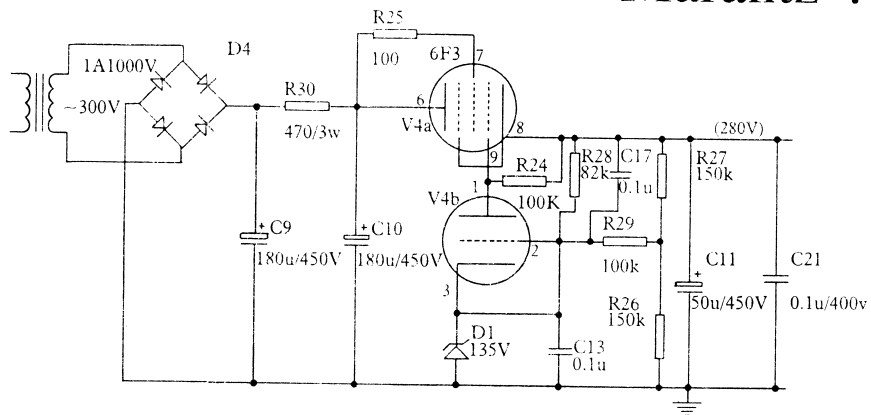 R25
100
6F3
7
D4
1A1000V
~300V
R30
470/3w
6
V4a
8
9
(280V)
R24
100K
R28
82k
C17
0.1u
R27
150k
1
V4b
2
3
R29
100k
+
C9
180u/450V
+
C10
180u/450V
R26
150k
+
C11
50u/450V
C21
0.1u/400v
D1
135V
C13
0.1u